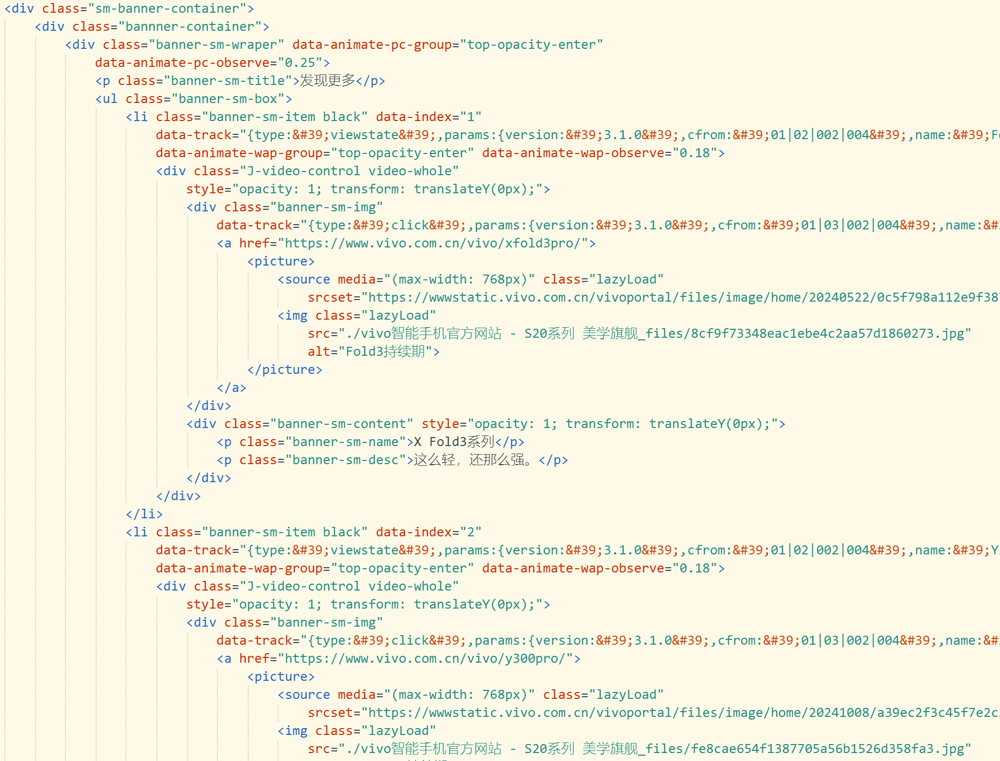 <div class="sm-banner-container">
<div class="bannner-container">
<div class="banner-sm-wraper" data-animate-pc-group="top-opacity-enter"
data-animate-pc-observe="0.25">
<p class="banner-sm-title">发现更多</p>
<ul class="banner-sm-box">
<li class="banner-sm-item black" data-index="1"
data-track="{type:&#39;viewstate&#39;,params:{version:&#39;3.1.0&#39;,cfrom:&#39;01|02|002|004&#39;,name:&#39;F
data-animate-wap-group="top-opacity-enter" data-animate-wap-observe="0.18">
<div class="J-video-control video-whole"
style="opacity: 1; transform: translateY(0px);">
<div class="banner-sm-img"
data-track="{type:&#39;click&#39;,params:{version:&#39;3.1.0&#39;,cfrom:&#39;01|03|002|004&#39;,name:&#
<a href="https://www.vivo.com.cn/vivo/xfold3pro/">
<picture>
<source media="(max-width: 768px)" class="lazyLoad"
srcset="https://wwwstatic.vivo.com.cn/vivoportal/files/image/home/20240522/0c5f798a112e9f38
<img class="lazyLoad"
src="./vivo智能手机官方网站 - S20系列 美学旗舰_files/8cf9f73348eac1ebe4c2aa57d1860273.jpg"
alt="Fold3持续期">
</picture>
</a>
</div>
<div class="banner-sm-content" style="opacity: 1; transform: translateY(0px);">
<p class="banner-sm-name">X Fold3系列</p>
<p class="banner-sm-desc">这么轻，还那么强。</p>
</div>
</div>
</li>
<li class="banner-sm-item black" data-index="2"
data-track="{type:&#39;viewstate&#39;,params:{version:&#39;3.1.0&#39;,cfrom:&#39;01|02|002|004&#39;,name:&#39;Y
data-animate-wap-group="top-opacity-enter" data-animate-wap-observe="0.18">
<div class="J-video-control video-whole"
style="opacity: 1; transform: translateY(0px);">
<div class="banner-sm-img"
data-track="{type:&#39;click&#39;,params:{version:&#39;3.1.0&#39;,cfrom:&#39;01|03|002|004&#39;,name:&#
<a href="https://www.vivo.com.cn/vivo/y300pro/">
<picture>
<source media="(max-width: 768px)" class="lazyLoad"
srcset="https://wwwstatic.vivo.com.cn/vivoportal/files/image/home/20241008/a39ec2f3c45f7e2c
<img class="lazyLoad"
src="./vivo智能手机官方网站 - S20系列 美学旗舰_files/fe8cae654f1387705a56b1526d358fa3.jpg"